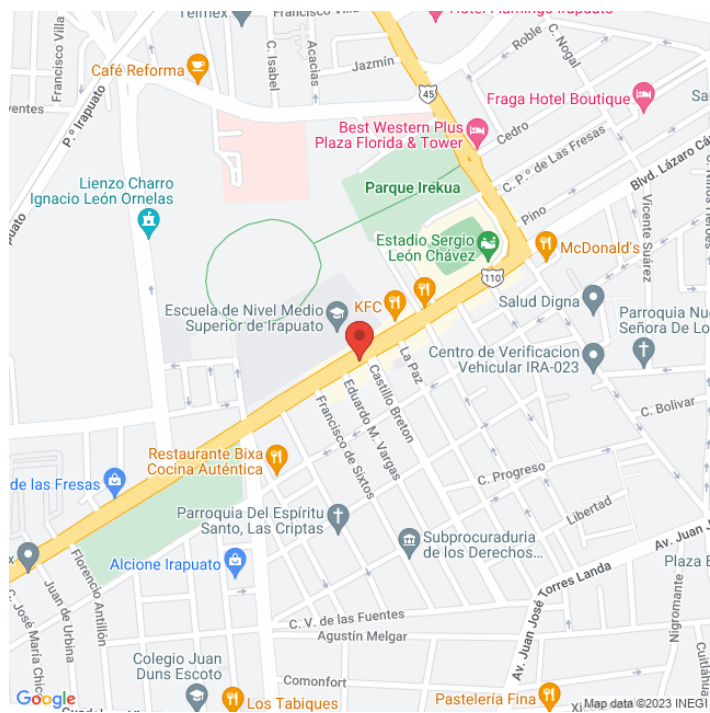 Telmex
Francisco Villa
Hotel Flamingo Irapuato
Francisco Villa
C. Isabel
Acacias
Jazmín
Roble
C. Nogal
Café Reforma
45
Fraga Hotel Boutique
P.º Irapuato
Best Western Plus
Plaza Florida & Tower
Cedro
C. P.º de Las Fresas
Blvd. Lázaro
Lienzo Charro
Ignacio León Ornelas
Parque Irekua
Pino
Vicente Suárez
Estadio Sergio
León Chávez
McDonald's
110
Salud Digna
Escuela de Nivel Medio
Superior de Irapuato
KFC
Parroquia
Señora De
La Paz
Centro de Verificacion
Vehicular IRA-023
Castillo Breton
Eduardo M. Vargas
Francisco de Sixtos
C. Bolivar
Restaurante Bixa
Cocina Auténtica
C. Progreso
de las Fresas
Libertad
Parroquia Del Espíritu
Santo, Las Criptas
Subprocuraduria
de los Derechos...
Av. Juan José
Plaza
Alcione Irapuato
Florencio Antillón
Juan de Urbina
C. José María
Av. Juan José Torres Landa
Nigromante
C. V. de las Fuentes
Agustín Melgar
Colegio Juan
Duns Escoto
Comonfort
Los Tabiques
Pastelería Fina
Google
Map data ©2023 INEGI